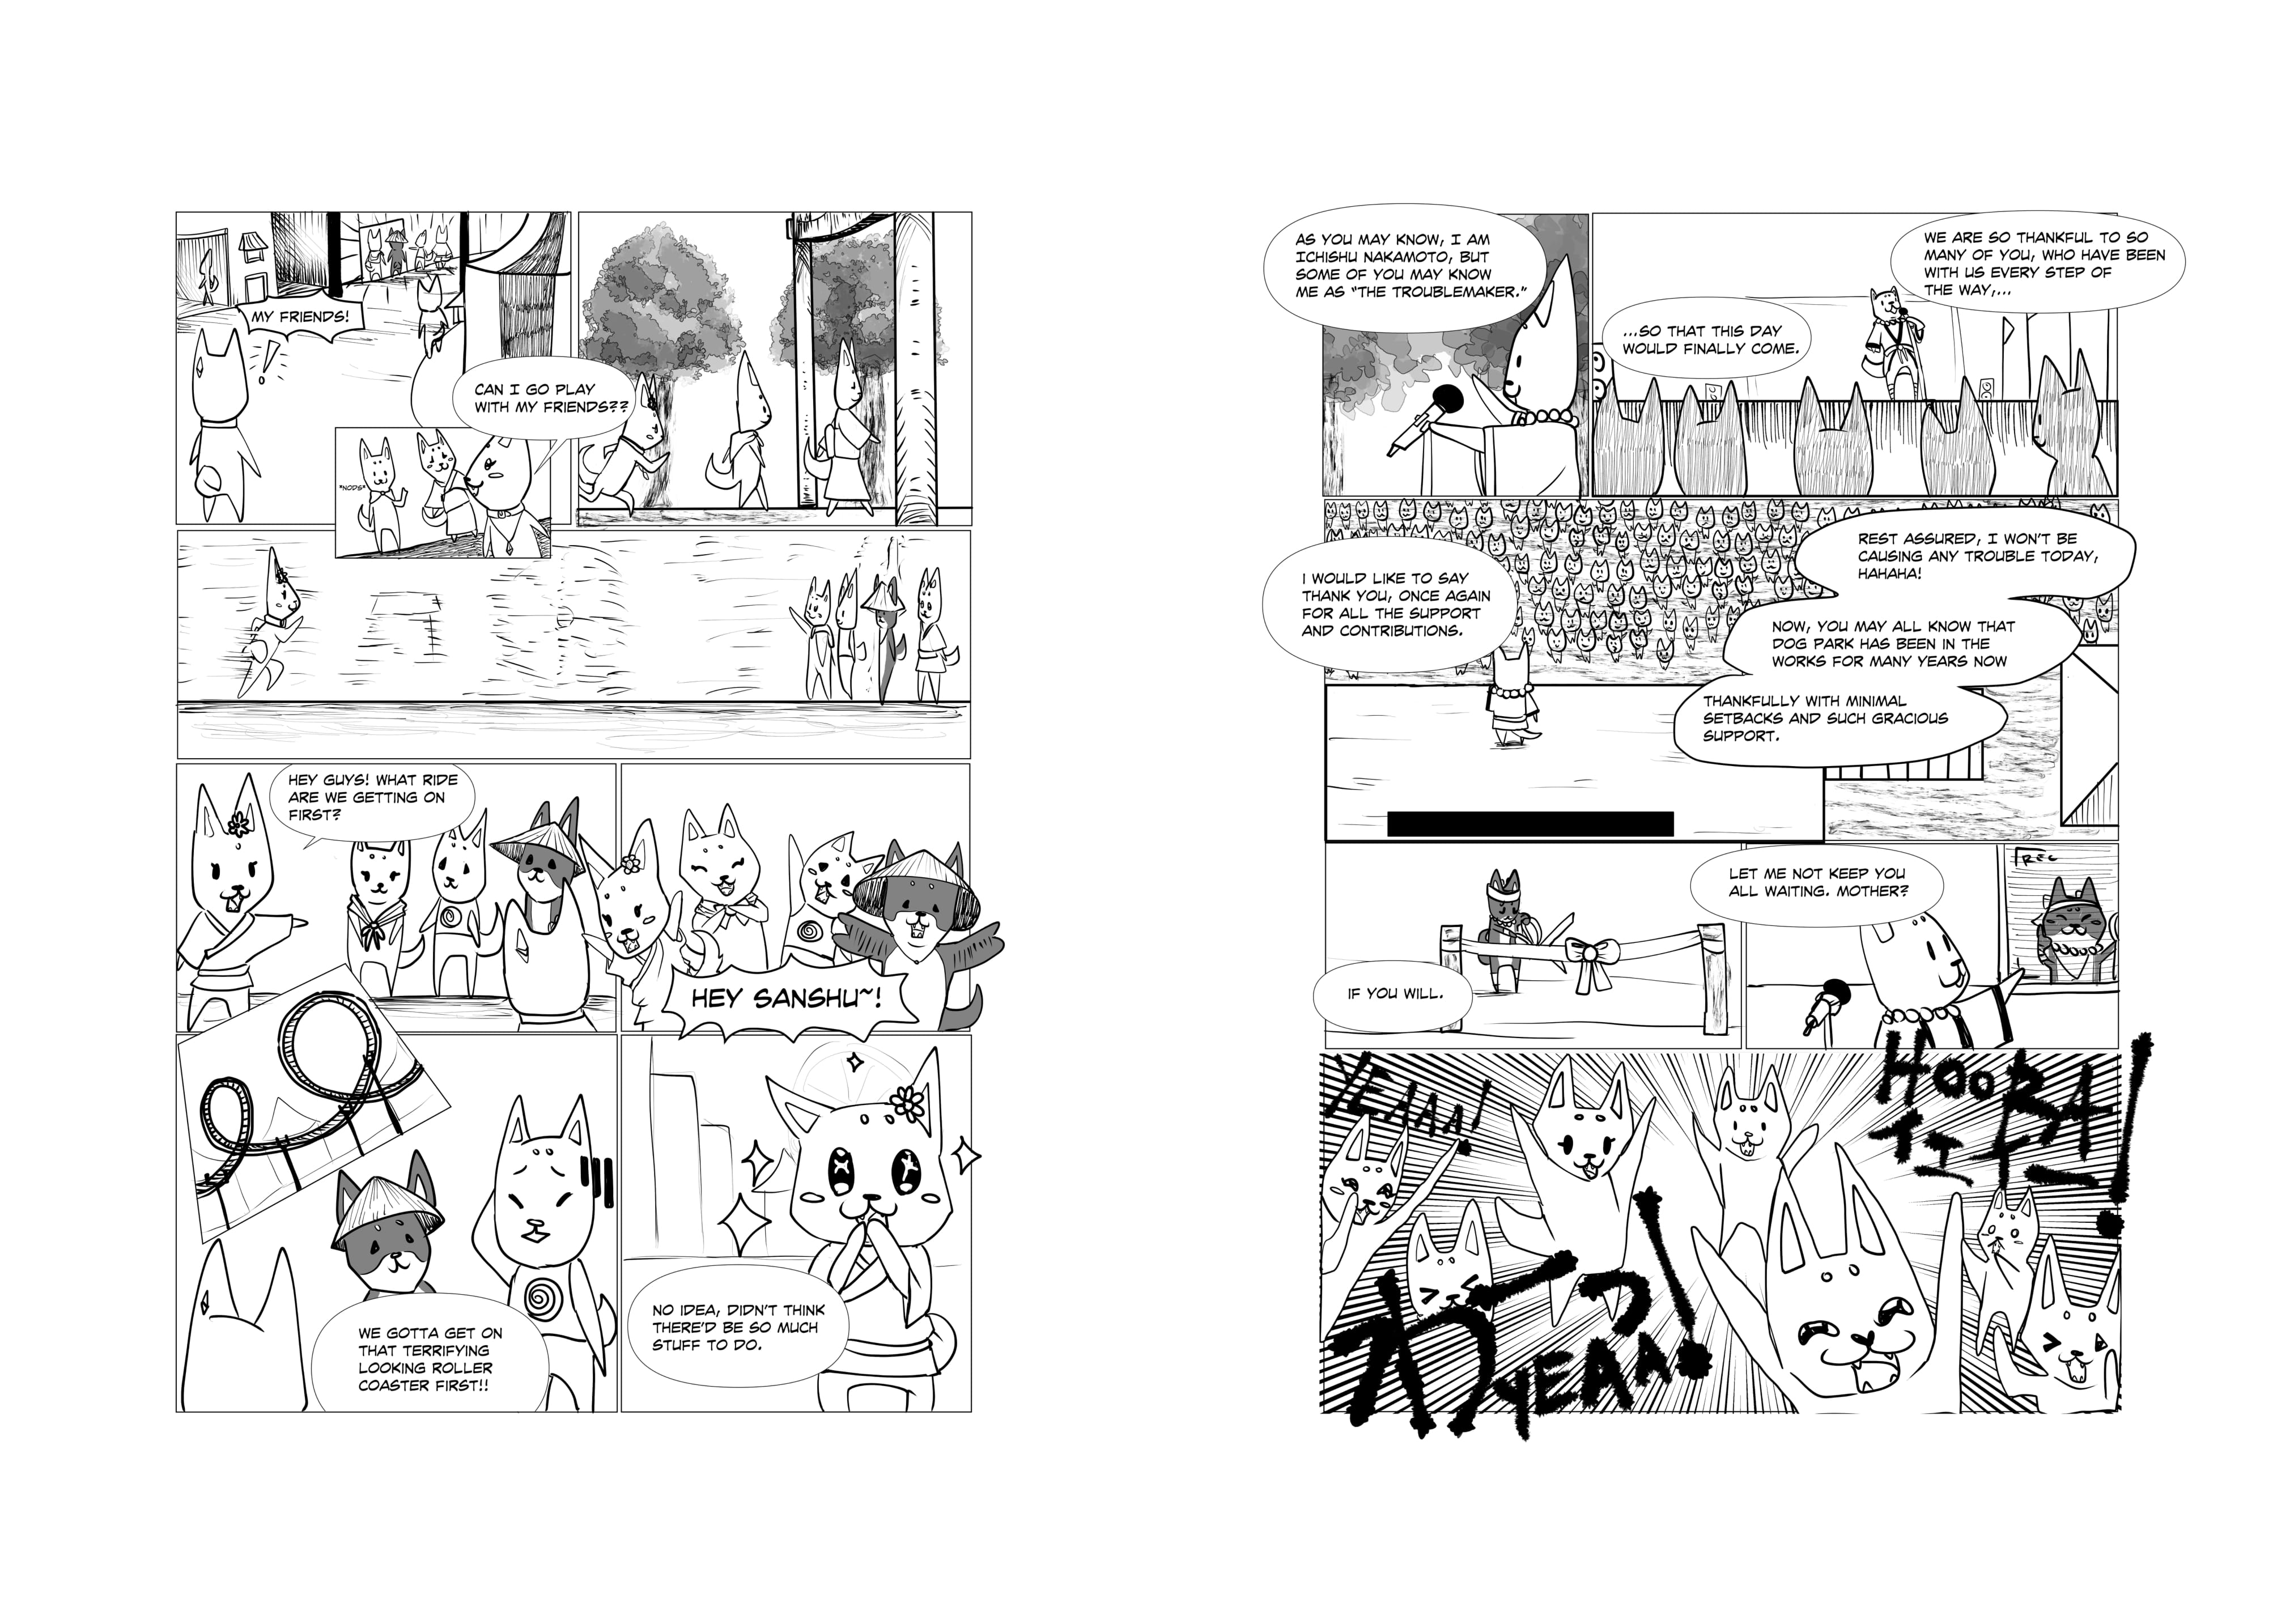 WE ARE SO THANKFUL TO SO
MANY OF YOU, WHO HAVE BEEN
WITH US EVERY STEP OF
THE WAY,...
...SO THAT THIS DAY
WOULD FINALLY COME.
AS YOU MAY KNOW, I AM
ICHISHU NAKAMOTO, BUT
SOME OF YOU MAY KNOW
ME AS "THE TROUBLEMAKER."
REST ASSURED, I WON'T BE
CAUSING ANY TROUBLE TODAY,
HAHAHA!
NOW, YOU MAY ALL KNOW THAT
DOG PARK HAS BEEN IN THE
WORKS FOR MANY YEARS NOW
THANKFULLY WITH MINIMAL
SETBACKS AND SUCH GRACIOUS
SUPPORT.
I WOULD LIKE TO SAY
THANK YOU, ONCE AGAIN
FOR ALL THE SUPPORT
AND CONTRIBUTIONS.
REC
LET ME NOT KEEP YOU
ALL WAITING. MOTHER?
IF YOU WILL.
HOORA!
YEAAA!
YEAA!
MY FRIENDS!
CAN I GO PLAY
WITH MY FRIENDS??
*NODS*
HEY SANSHU~!
HEY GUYS! WHAT RIDE
ARE WE GETTING ON
FIRST?
NO IDEA, DIDN'T THINK
THERE'D BE SO MUCH
STUFF TO DO.
WE GOTTA GET ON
THAT TERRIFYING
LOOKING ROLLER
COASTER FIRST!!